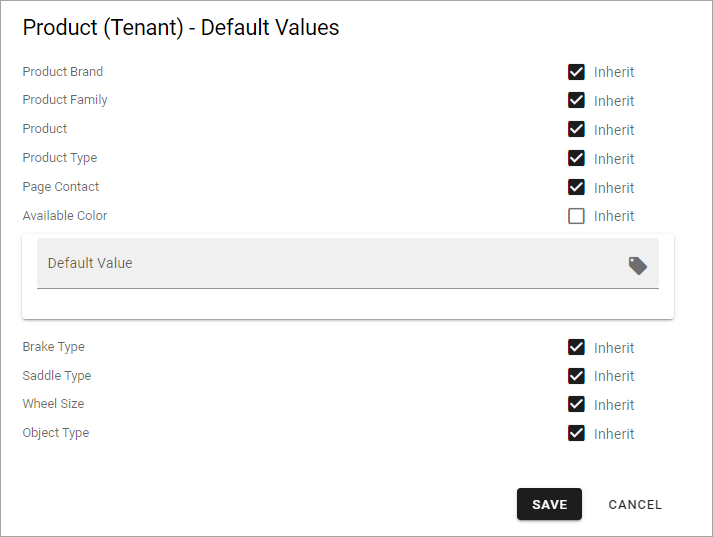 Product (Tenant) - Default Values
Product Brand Inherit
Product Family Inherit
Product Inherit
Product Type Inherit
Page Contact Inherit
Available Color Inherit
Default Value
Brake Type Inherit
Saddle Type Inherit
Wheel Size Inherit
Object Type Inherit
SAVE CANCEL